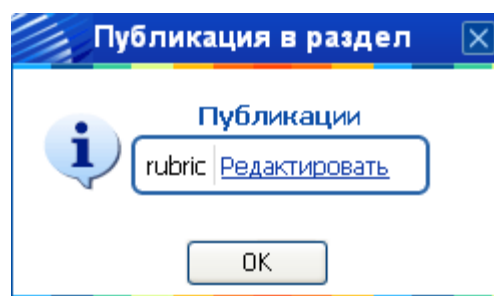 Публикация в раздел
Публикации
rubric Редактировать
OK